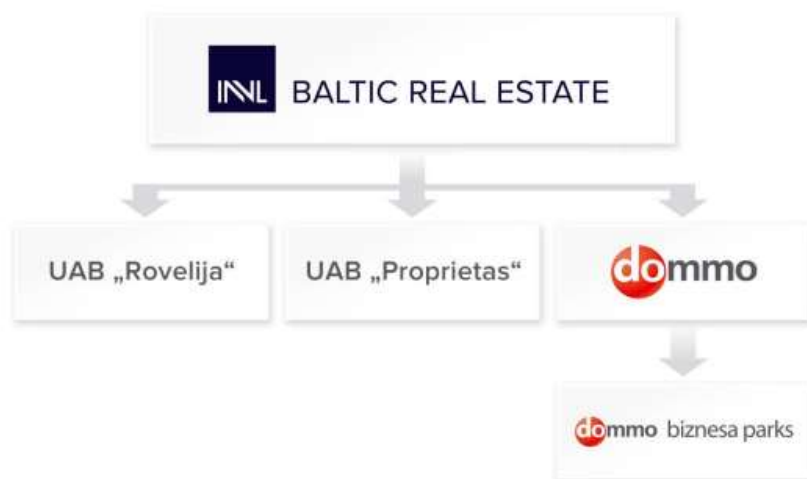 INVL BALTIC REAL ESTATE
UAB „Rovelija“
UAB „Proprietas“
dommo
dommo biznesa parks